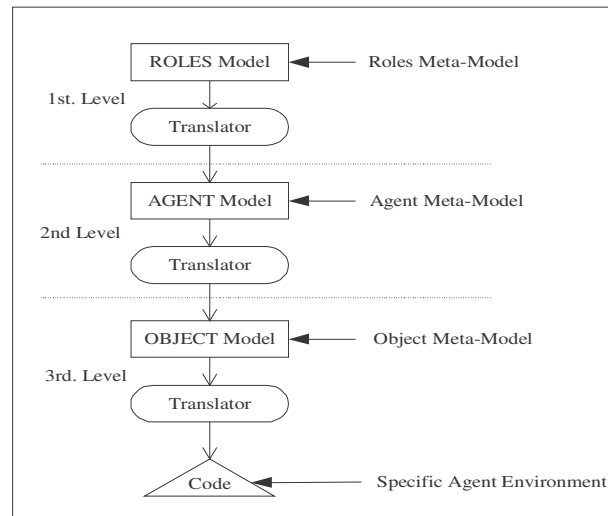 ROLES Model
Roles Meta-Model
1st. Level
Translator
AGENT Model
Agent Meta-Model
2nd Level
Translator
OBJECT Model
Object Meta-Model
3rd. Level
Translator
Code
Specific Agent Environment